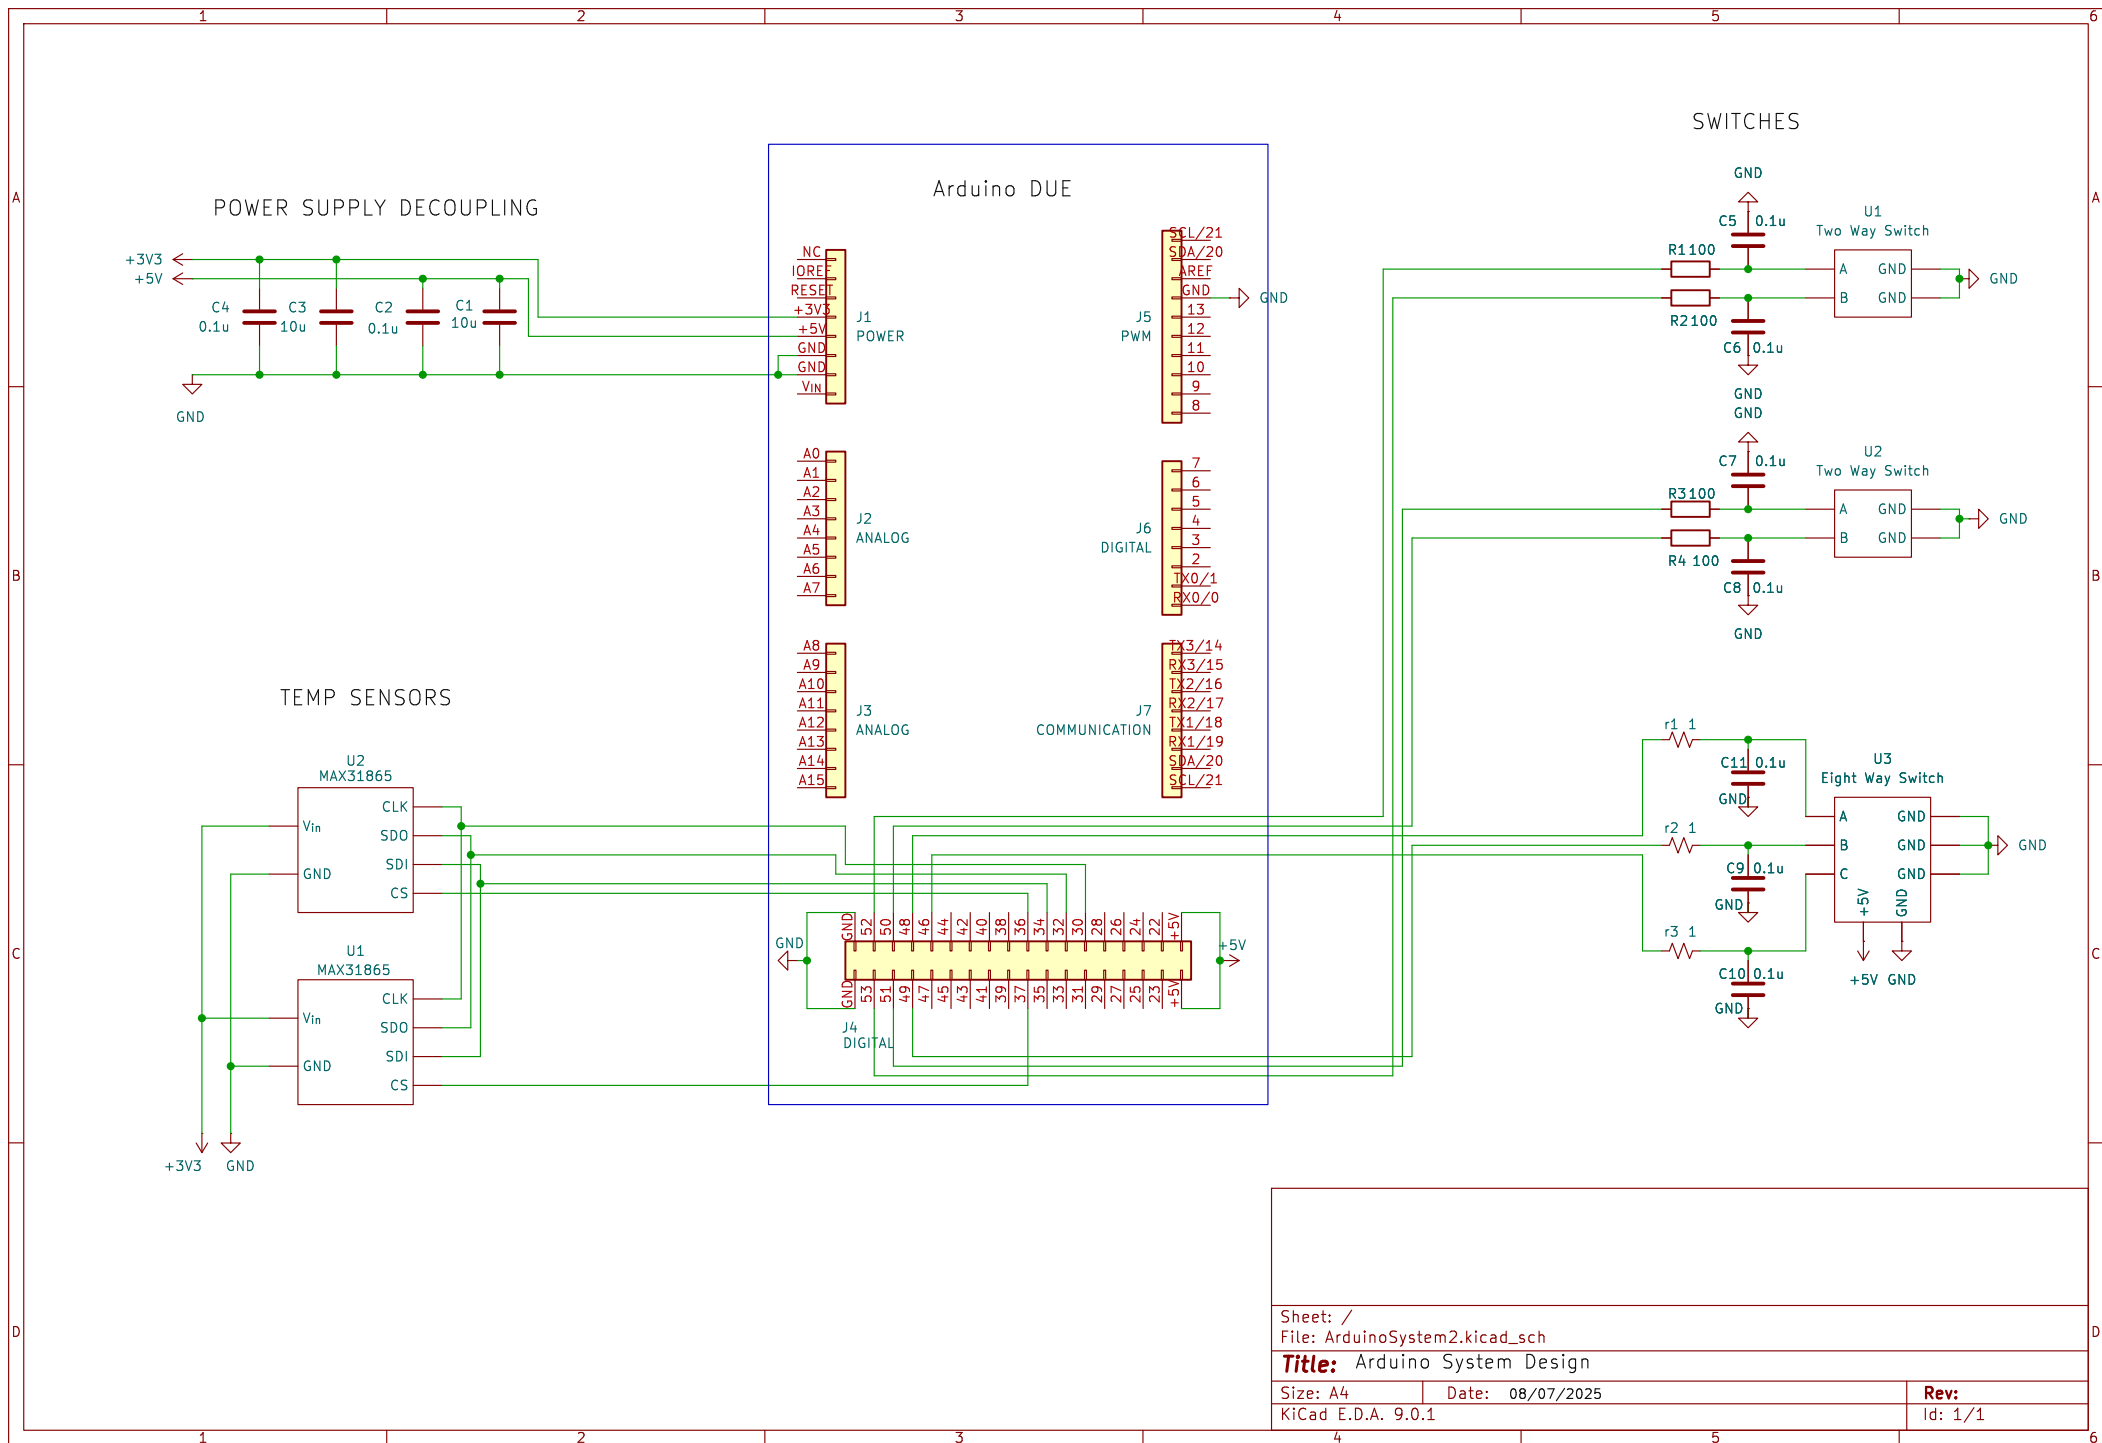 1 2 3 4 5 6
A
B
C
D
POWER SUPPLY DECOUPLING
+3V3
+5V
C4
0.1u
C3
10u
C2
0.1u
C1
10u
GND
Arduino DUE
NC
IOREF
RESET
+3V3
+5V
GND
GND
VIN
J1
POWER
A0
A1
A2
A3
A4
A5
A6
A7
J2
ANALOG
A8
A9
A10
A11
A12
A13
A14
A15
J3
ANALOG
SCL/21
SDA/20
AREF
GND
13
12
11
10
9
8
J5
PWM
GND
7
6
5
4
3
2
TX0/1
RX0/0
J6
DIGITAL
TX3/14
RX3/15
TX2/16
RX2/17
TX1/18
RX1/19
SDA/20
SCL/21
J7
COMMUNICATION
GND 52 50 48 46 44 42 40 38 36 34 32 30 28 26 24 22 +5V
GND
+5V
GND 53 51 49 47 45 43 41 39 37 35 33 31 29 27 25 23 +5V
J4
DIGITAL
TEMP SENSORS
U2
MAX31865
Vin
GND
CLK
SDO
SDI
CS
U1
MAX31865
Vin
GND
CLK
SDO
SDI
CS
+3V3
GND
SWITCHES
GND
C5 0.1u
R1 100
R2 100
C6 0.1u
GND
U1
Two Way Switch
A GND
B GND
GND
GND
C7 0.1u
R3 100
R4 100
C8 0.1u
GND
U2
Two Way Switch
A GND
B GND
GND
r1 1
C11 0.1u
GND
r2 1
C9 0.1u
GND
r3 1
C10 0.1u
GND
U3
Eight Way Switch
A GND
B GND
C GND
+5V GND
GND
+5V GND
Sheet: /
File: ArduinoSystem2.kicad_sch
Title: Arduino System Design
Size: A4 Date: 08/07/2025 Rev:
KiCad E.D.A. 9.0.1 Id: 1/1
A
B
C
D
1 2 3 4 5 6